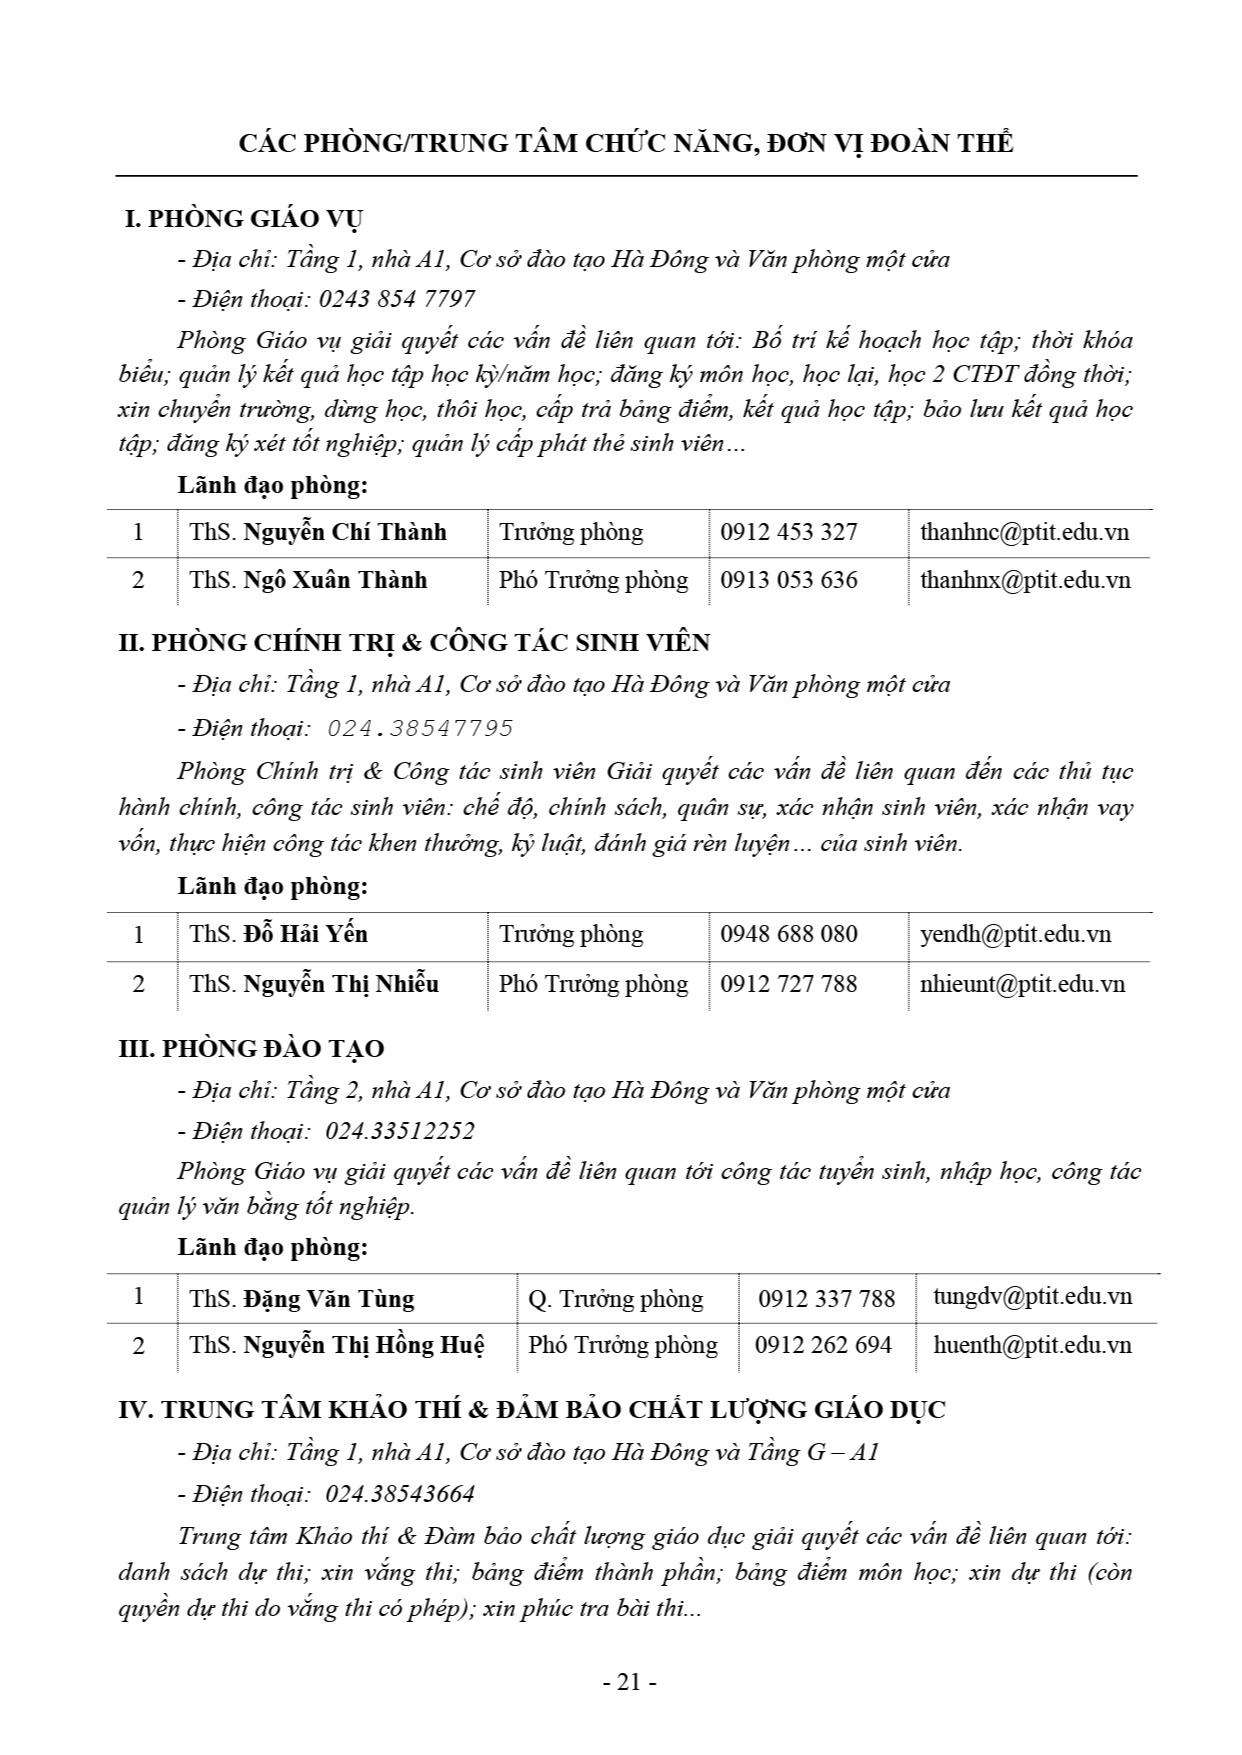 CÁC PHÒNG/TRUNG TÂM CHỨC NĂNG, ĐƠN VỊ ĐOÀN THỂ
I. PHÒNG GIÁO VỤ
- Địa chỉ: Tầng 1, nhà A1, Cơ sở đào tạo Hà Đông và Văn phòng một cửa
- Điện thoại: 0243 854 7797
Phòng Giáo vụ giải quyết các vấn đề liên quan tới: Bố trí kế hoạch học tập; thời khóa
biểu; quản lý kết quả học tập học kỳ/năm học; đăng ký môn học, học lại, học 2 CTĐT đồng thời;
xin chuyển trường, dừng học, thôi học, cấp trả bảng điểm, kết quả học tập; bảo lưu kết quả học
tập; đăng ký xét tốt nghiệp; quản lý cấp phát thẻ sinh viên…
Lãnh đạo phòng:
1 ThS. Nguyễn Chí Thành Trưởng phòng 0912 453 327 thanhnc@ptit.edu.vn
2 ThS. Ngô Xuân Thành Phó Trưởng phòng 0913 053 636 thanhnx@ptit.edu.vn
II. PHÒNG CHÍNH TRỊ & CÔNG TÁC SINH VIÊN
- Địa chỉ: Tầng 1, nhà A1, Cơ sở đào tạo Hà Đông và Văn phòng một cửa
- Điện thoại: 024.38547795
Phòng Chính trị & Công tác sinh viên Giải quyết các vấn đề liên quan đến các thủ tục
hành chính, công tác sinh viên: chế độ, chính sách, quân sự, xác nhận sinh viên, xác nhận vay
vốn, thực hiện công tác khen thưởng, kỷ luật, đánh giá rèn luyện… của sinh viên.
Lãnh đạo phòng:
1 ThS. Đỗ Hải Yến Trưởng phòng 0948 688 080 yendh@ptit.edu.vn
2 ThS. Nguyễn Thị Nhiễu Phó Trưởng phòng 0912 727 788 nhieunt@ptit.edu.vn
III. PHÒNG ĐÀO TẠO
- Địa chỉ: Tầng 2, nhà A1, Cơ sở đào tạo Hà Đông và Văn phòng một cửa
- Điện thoại: 024.33512252
Phòng Giáo vụ giải quyết các vấn đề liên quan tới công tác tuyển sinh, nhập học, công tác
quản lý văn bằng tốt nghiệp.
Lãnh đạo phòng:
1 ThS. Đặng Văn Tùng Q. Trưởng phòng 0912 337 788 tungdv@ptit.edu.vn
2 ThS. Nguyễn Thị Hồng Huệ Phó Trưởng phòng 0912 262 694 huenth@ptit.edu.vn
IV. TRUNG TÂM KHẢO THÍ & ĐẢM BẢO CHẤT LƯỢNG GIÁO DỤC
- Địa chỉ: Tầng 1, nhà A1, Cơ sở đào tạo Hà Đông và Tầng G – A1
- Điện thoại: 024.38543664
Trung tâm Khảo thí & Đàm bảo chất lượng giáo dục giải quyết các vấn đề liên quan tới:
danh sách dự thi; xin vắng thi; bảng điểm thành phần; bảng điểm môn học; xin dự thi (còn
quyền dự thi do vắng thi có phép); xin phúc tra bài thi...
- 21 -